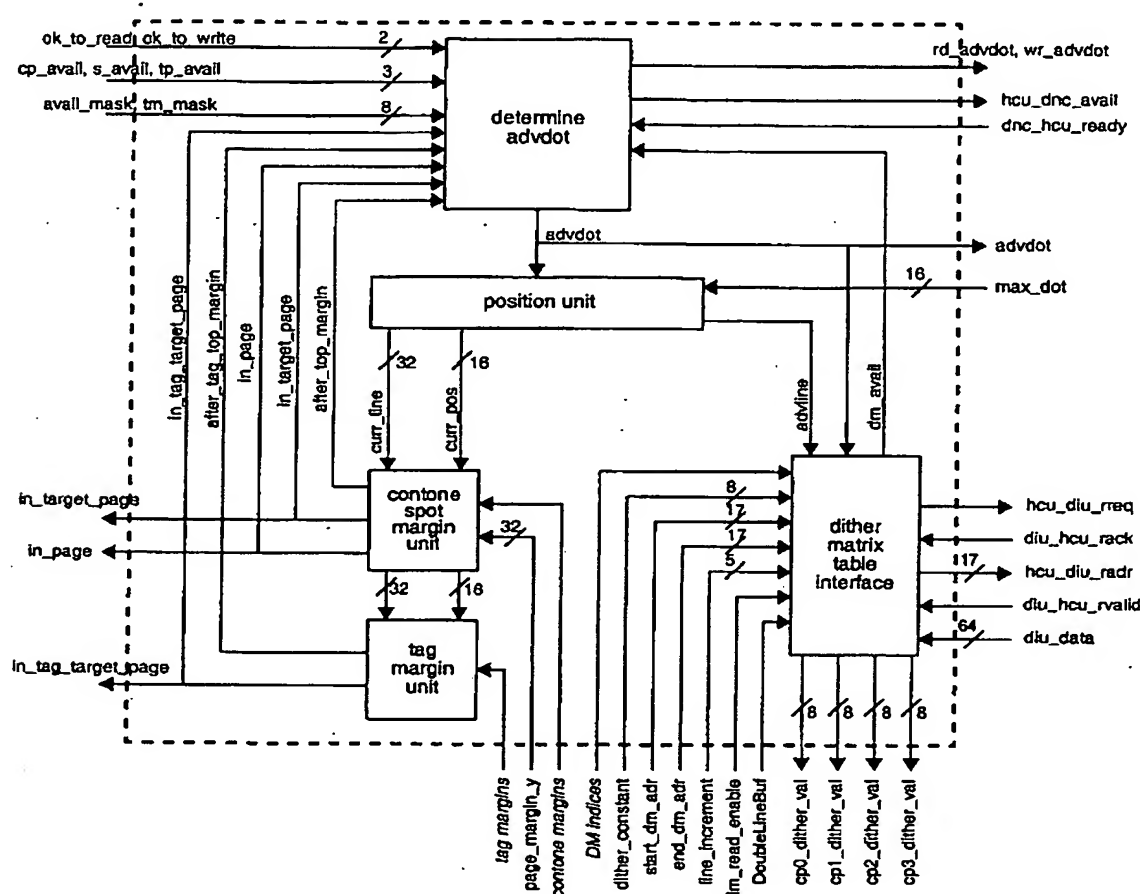 ok_to_read, ok_to_write
2
cp_avail, s_avail, tp_avail
3
avail_mask, tm_mask
8
determine
advdot
rd_advdot, wr_advdot
hcu_dnc_avail
dnc_hcu_ready
advdot
advdot
position unit
16
max_dot
in_tag_target_page
after_tag_top_margin
in_page
in_target_page
after_top_margin
32
16
curr_line
curr_pos
advline
dm_avail
in_target_page
in_page
contone
spot
margin
unit
32
32
16
in_tag_target_page
tag
margin
unit
8
17
17
5
dither
matrix
table
interface
hcu_diu_rreq
diu_hcu_rack
17
hcu_diu_radr
diu_hcu_rvalid
64
diu_data
8
8
8
8
tag margins
page_margin_y
contone margins
DM indices
dither_constant
start_dm_adr
end_dm_adr
line_increment
dm_read_enable
DoubleLineBuf
cp0_dither_val
cp1_dither_val
cp2_dither_val
cp3_dither_val